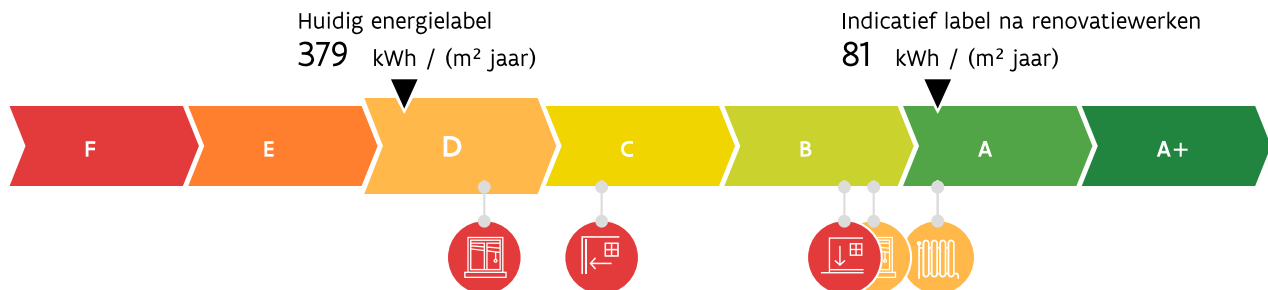 Huidig energielabel
379 kWh / (m² jaar)
Indicatief label na renovatiewerken
81 kWh / (m² jaar)
F
E
D
C
B
A
A+